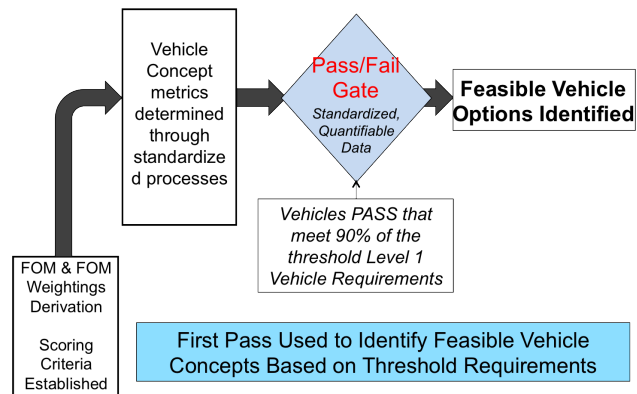 Vehicle
Concept
metrics
determined
through
standardize
d processes
Pass/Fail
Gate
Standardized,
Quantifiable
Data
Feasible Vehicle
Options Identified
Vehicles PASS that
meet 90% of the
threshold Level 1
Vehicle Requirements
FOM & FOM
Weightings
Derivation
Scoring
Criteria
Established
First Pass Used to Identify Feasible Vehicle
Concepts Based on Threshold Requirements